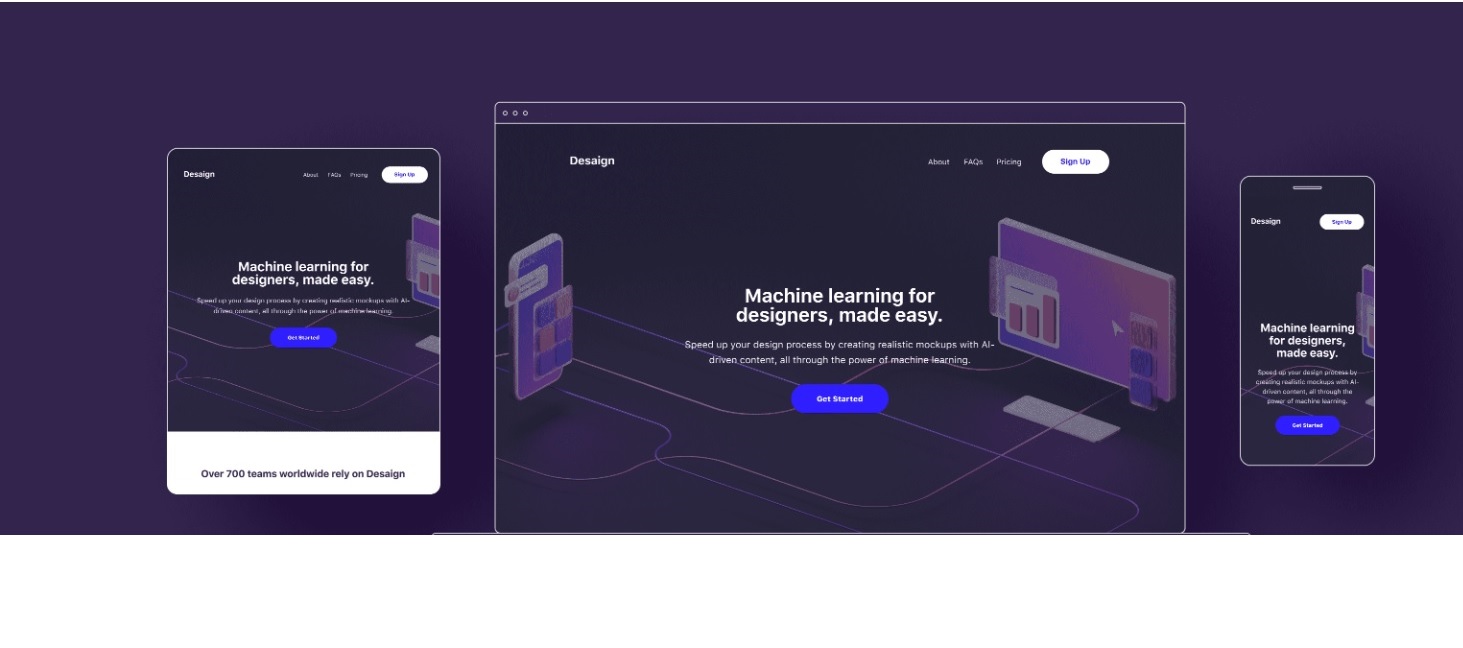 Desaign
About FAQs Pricing Sign Up
Machine learning for
designers, made easy.
Speed up your design process by creating realistic mockups with AI-
driven content, all through the power of machine learning.
Get Started
Over 700 teams worldwide rely on Desaign
Desaign
About FAQs Pricing Sign Up
Machine learning for
designers, made easy.
Speed up your design process by creating realistic mockups with AI-
driven content, all through the power of machine learning.
Get Started
Desaign
Sign Up
Machine learning
for designers,
made easy.
Speed up your design process by
creating realistic mockups with AI-
driven content, all through the
power of machine learning.
Get Started